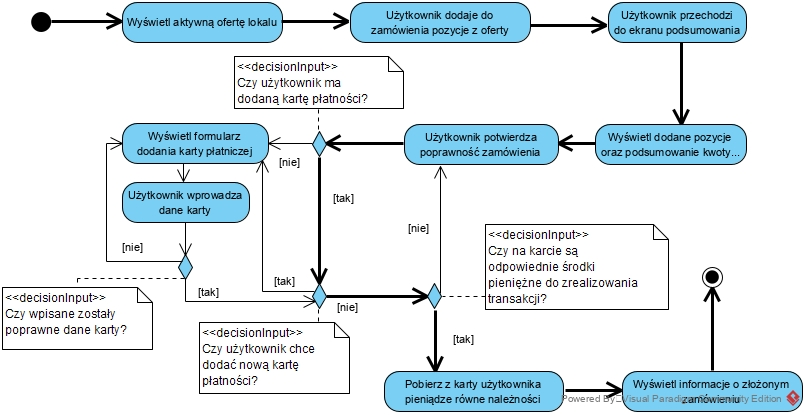 Wyświetl aktywną ofertę lokalu
Użytkownik dodaje do
zamówienia pozycje z oferty
Użytkownik przechodzi
do ekranu podsumowania
<<decisionInput>>
Czy użytkownik ma
dodaną kartę płatności?
Wyświetl formularz
dodania karty płatniczej
[nie]
Użytkownik potwierdza
poprawność zamówienia
Wyświetl dodane pozycje
oraz podsumowanie kwoty...
Użytkownik wprowadza
dane karty
[tak]
[nie]
[nie]
<<decisionInput>>
Czy na karcie są
odpowiednie środki
pieniężne do zrealizowania
transakcji?
[tak]
[tak]
[nie]
<<decisionInput>>
Czy wpisane zostały
poprawne dane karty?
<<decisionInput>>
Czy użytkownik chce
dodać nową kartę
płatności?
[tak]
Pobierz z karty użytkownika
pieniądze równe należności
Wyświetl informacje o złożonym
zamówieniu
Powered By Visual Paradigm Community Edition